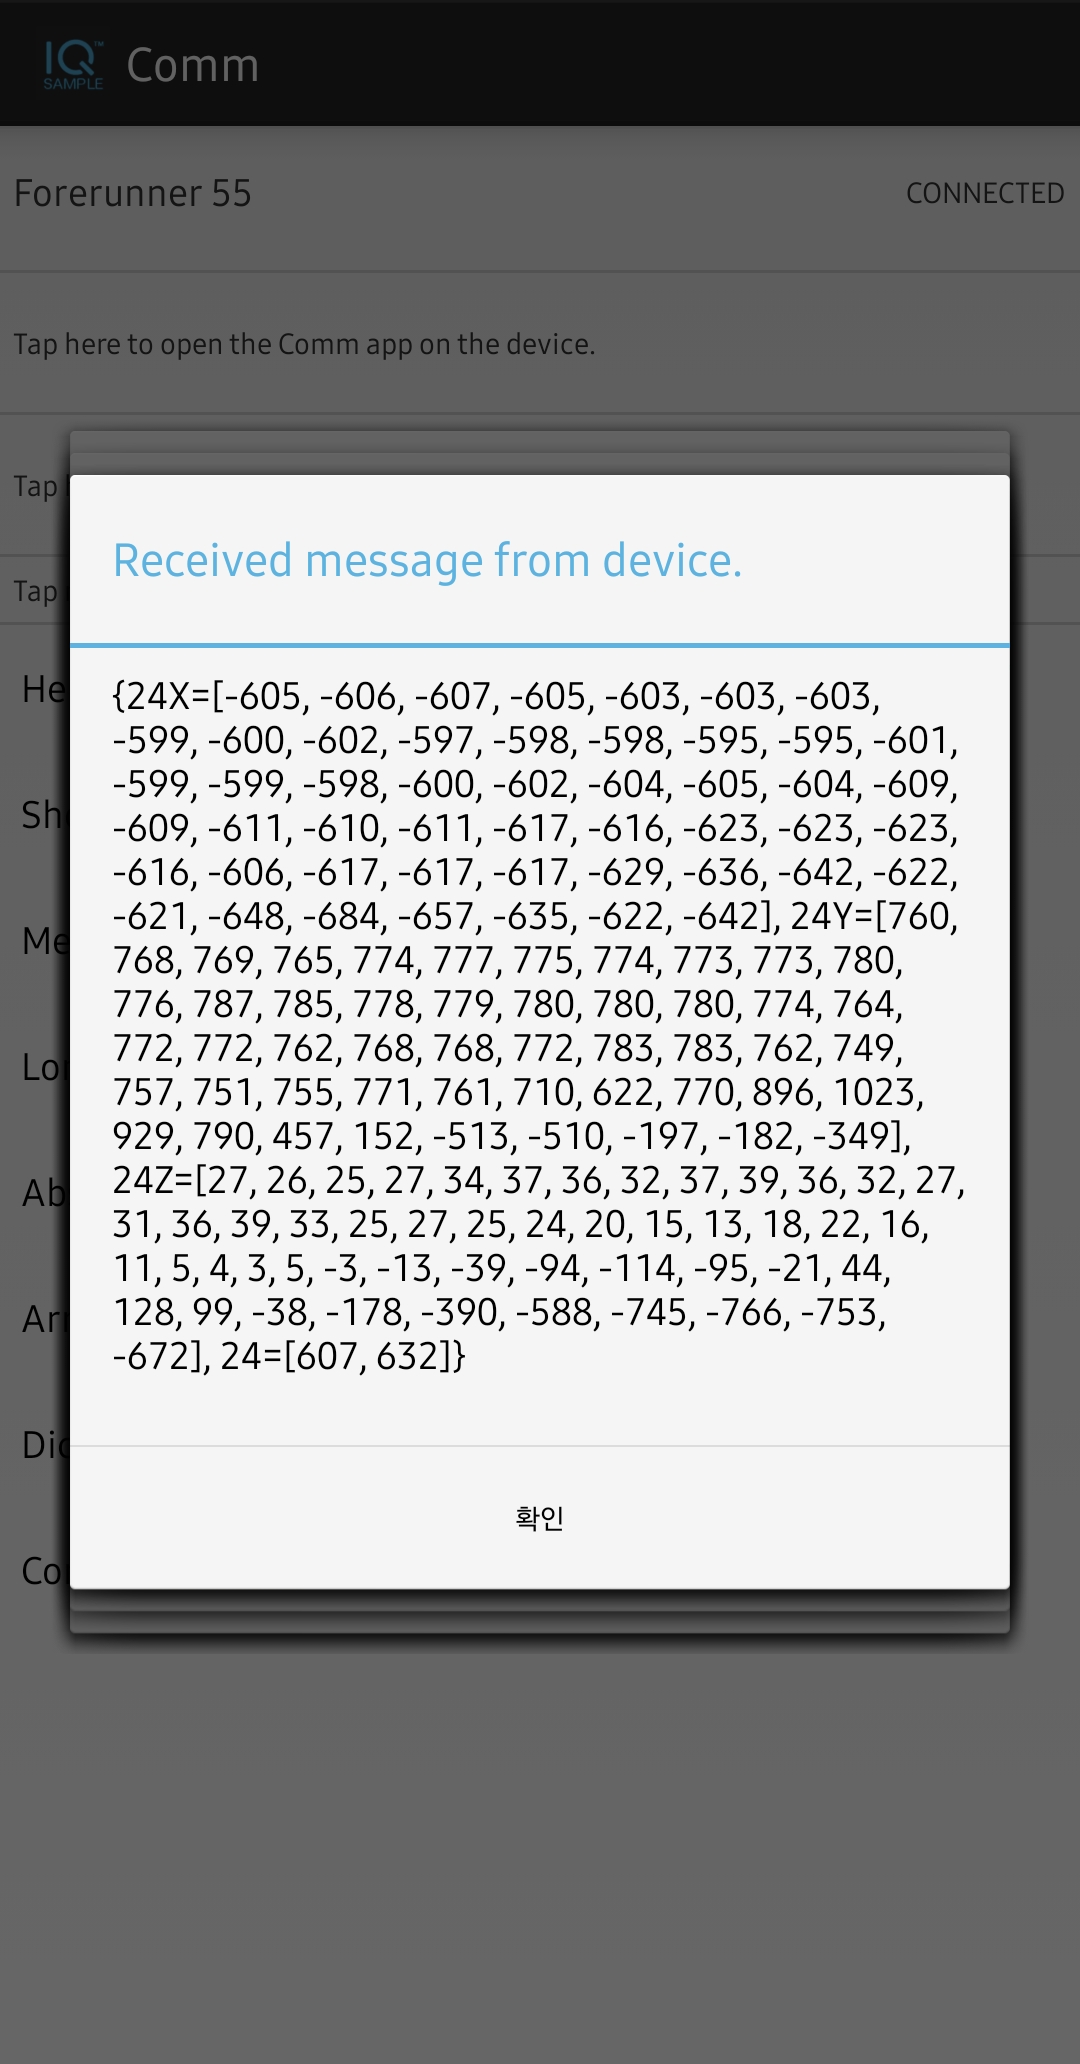 IQ™ SAMPLE Comm
Forerunner 55 CONNECTED
Tap here to open the Comm app on the device.
Tap
Tap
Received message from device.
{24X=[-605, -606, -607, -605, -603, -603, -603,
-599, -600, -602, -597, -598, -598, -595, -595, -601,
-599, -599, -598, -600, -602, -604, -605, -604, -609,
-609, -611, -610, -611, -617, -616, -623, -623, -623,
-616, -606, -617, -617, -617, -629, -636, -642, -622,
-621, -648, -684, -657, -635, -622, -642], 24Y=[760,
768, 769, 765, 774, 777, 775, 774, 773, 773, 780,
776, 787, 785, 778, 779, 780, 780, 780, 774, 764,
772, 772, 762, 768, 768, 772, 783, 783, 762, 749,
757, 751, 755, 771, 761, 710, 622, 770, 896, 1023,
929, 790, 457, 152, -513, -510, -197, -182, -349],
24Z=[27, 26, 25, 27, 34, 37, 36, 32, 37, 39, 36, 32, 27,
31, 36, 39, 33, 25, 27, 25, 24, 20, 15, 13, 18, 22, 16,
11, 5, 4, 3, 5, -3, -13, -39, -94, -114, -95, -21, 44,
128, 99, -38, -178, -390, -588, -745, -766, -753,
-672], 24=[607, 632]}
확인